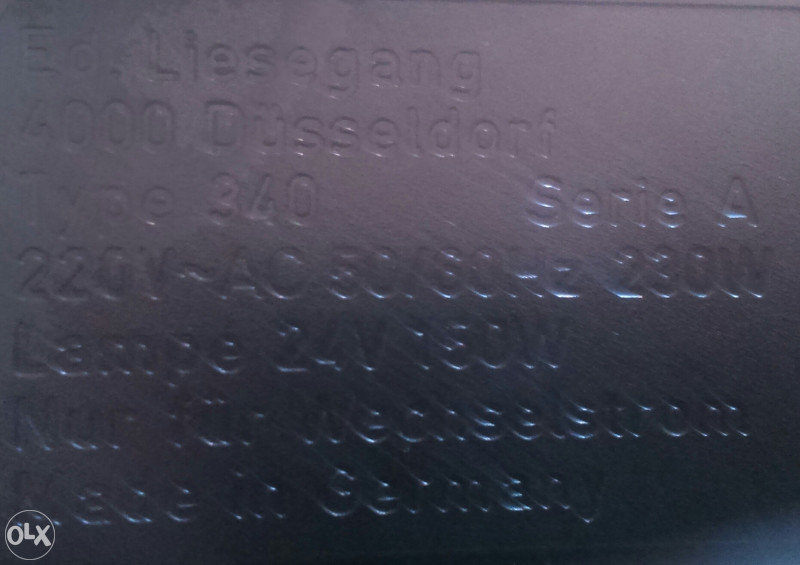 Ed. Liesegang
4000 Düsseldorf
Type 340 Serie A
220V~AC 50/60Hz 230W
Lampe 24V 150W
Nur für Wechselstrom
Made in Germany
OLX